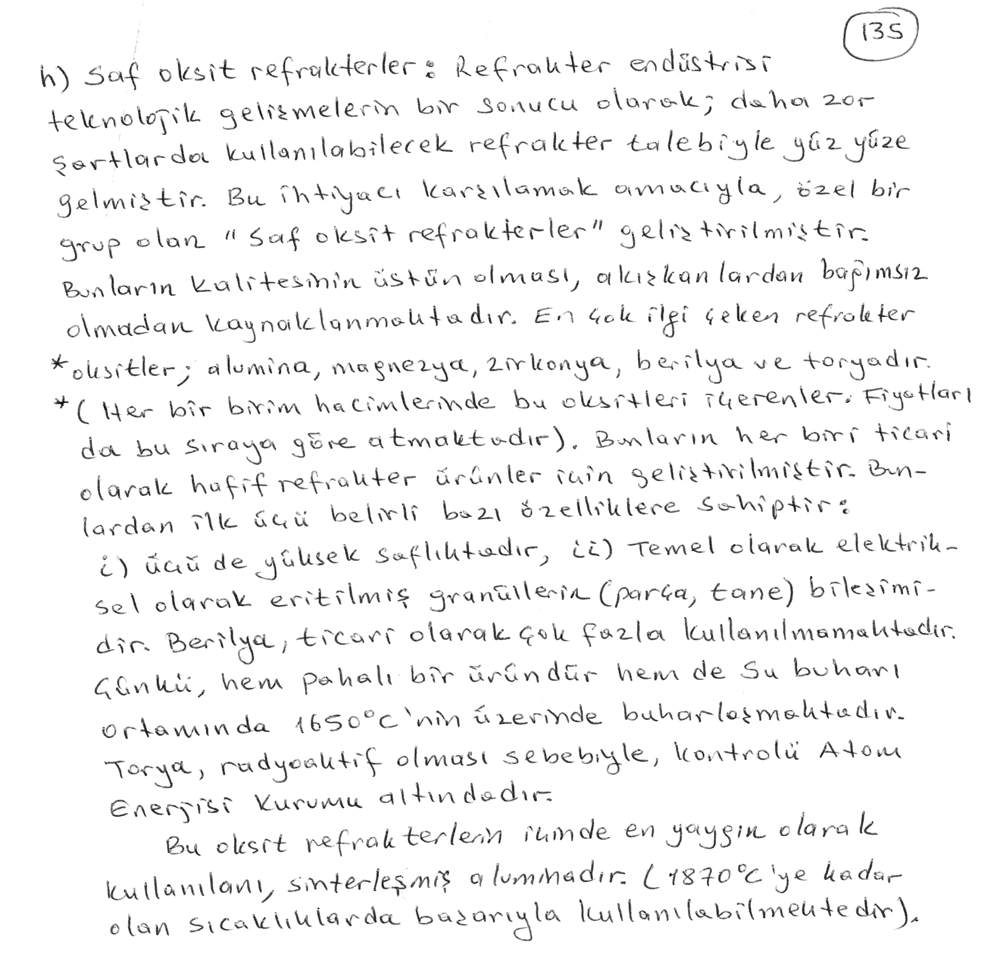 135
h) Saf oksit refrakterler: Refrakter endüstrisi
teknolojik gelişmelerin bir sonucu olarak; daha zor
şartlarda kullanılabilecek refrakter talebiyle yüz yüze
gelmiştir. Bu ihtiyacı karşılamak amacıyla, özel bir
grup olan "saf oksit refrakterler" geliştirilmiştir.
Bunların kalitesinin üstün olması, akışkanlardan bağımsız
olmadan kaynaklanmaktadır. En çok ilgi çeken refrakter
* oksitler; alumina, magnezya, zirkonya, berilya ve toryadır.
* (Her bir birim hacimlerinde bu oksitleri içerenler. Fiyatları
da bu sıraya göre atmaktadır). Bunların her biri ticari
olarak hafif refrakter ürünler için geliştirilmiştir. Bun-
lardan ilk üçü belirli bazı özelliklere sahiptir:
i) üçü de yüksek saflıktadır, ii) Temel olarak elektrik-
sel olarak eritilmiş granüllerin (parça, tane) bileşimi-
dir. Berilya, ticari olarak çok fazla kullanılmamaktadır.
Çünkü, hem pahalı bir üründür hem de su buharı
ortamında 1650°C'nin üzerinde buharlaşmaktadır.
Torya, radyoaktif olması sebebiyle, kontrolü Atom
Enerjisi Kurumu altındadır.
Bu oksit refrakterlerin içinde en yaygın olarak
kullanılanı, sinterleşmiş aluminadır. (1870°C'ye kadar
olan sıcaklıklarda başarıyla kullanılabilmektedir).